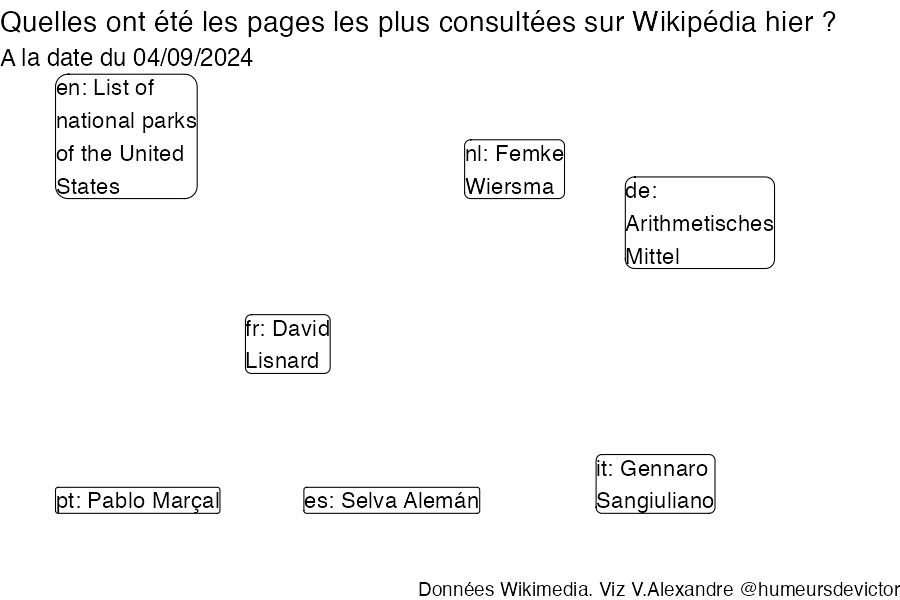 Quelles ont été les pages les plus consultées sur Wikipédia hier ?
A la date du 04/09/2024
en: List of
national parks
of the United
States
nl: Femke
Wiersma
de:
Arithmetisches
Mittel
fr: David
Lisnard
pt: Pablo Marçal
es: Selva Alemán
it: Gennaro
Sangiuliano
Données Wikimedia. Viz V.Alexandre @humeursdevictor